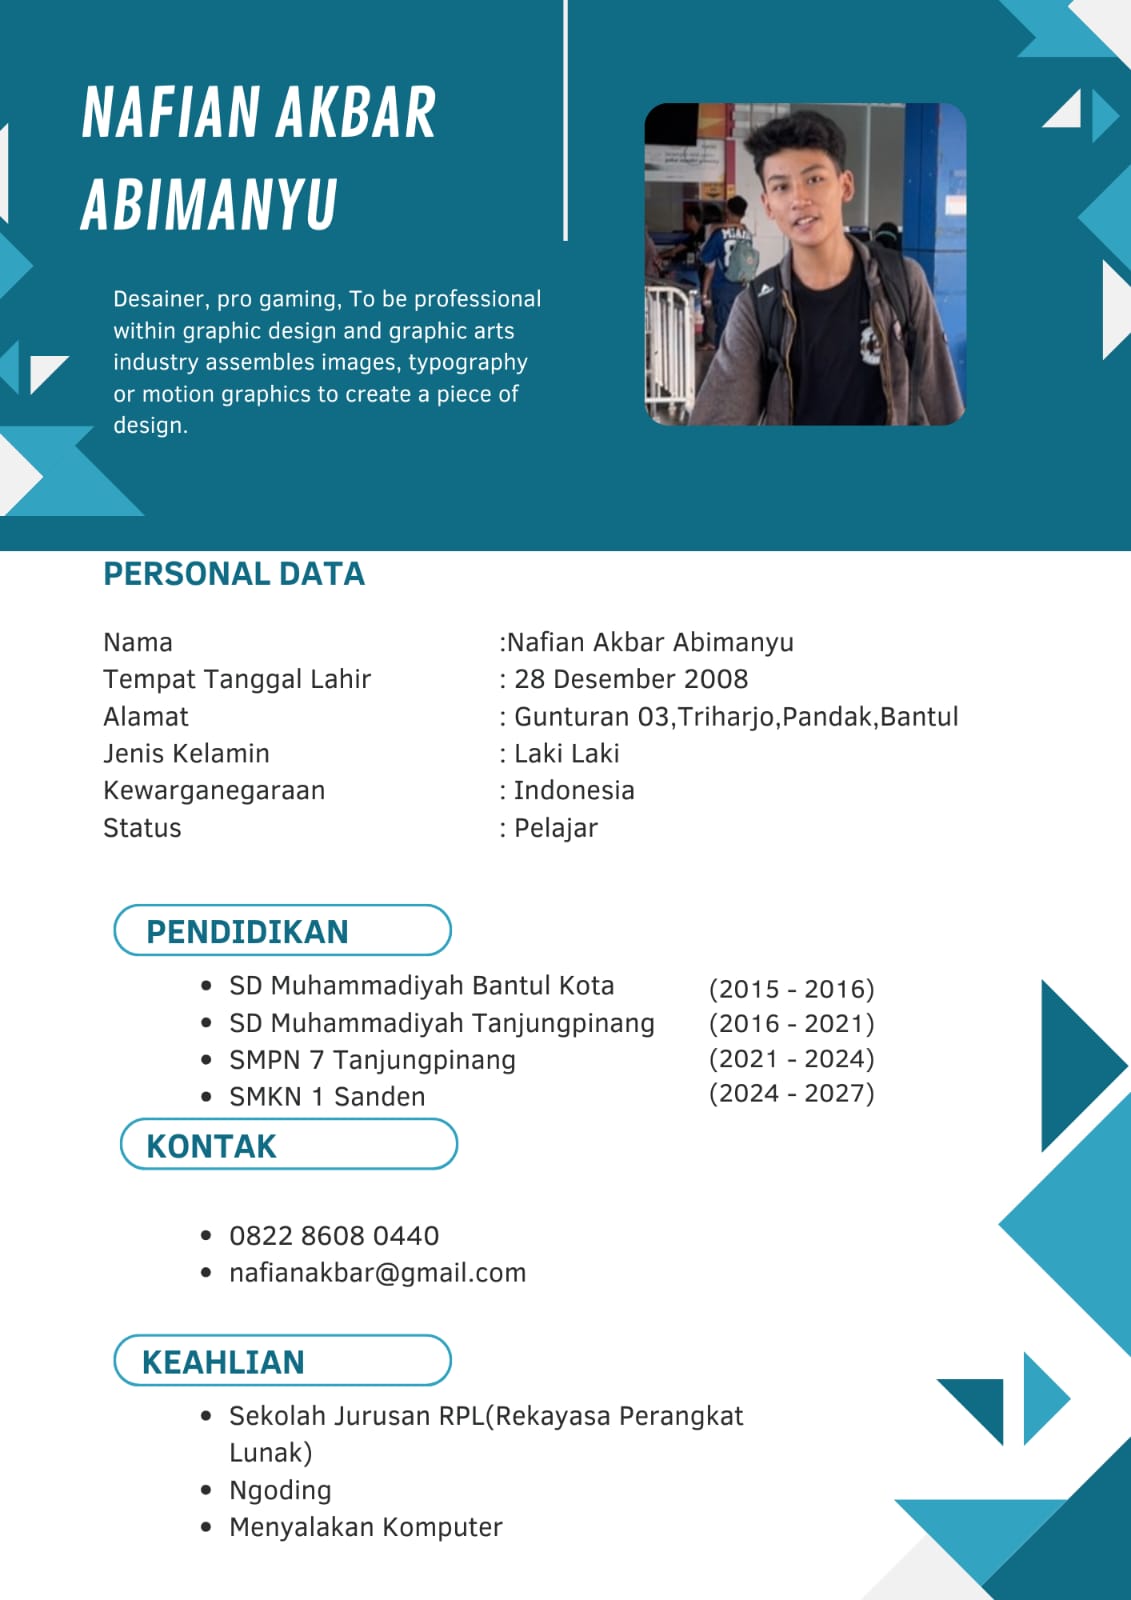 NAFIAN AKBAR
ABIMANYU
Desainer, pro gaming, To be professional
within graphic design and graphic arts
industry assembles images, typography
or motion graphics to create a piece of
design.
PERSONAL DATA
Nama :Nafian Akbar Abimanyu
Tempat Tanggal Lahir : 28 Desember 2008
Alamat : Gunturan 03,Triharjo,Pandak,Bantul
Jenis Kelamin : Laki Laki
Kewarganegaraan : Indonesia
Status : Pelajar
PENDIDIKAN
• SD Muhammadiyah Bantul Kota (2015 - 2016)
• SD Muhammadiyah Tanjungpinang (2016 - 2021)
• SMPN 7 Tanjungpinang (2021 - 2024)
• SMKN 1 Sanden (2024 - 2027)
KONTAK
• 0822 8608 0440
• nafianakbar@gmail.com
KEAHLIAN
• Sekolah Jurusan RPL(Rekayasa Perangkat
Lunak)
• Ngoding
• Menyalakan Komputer